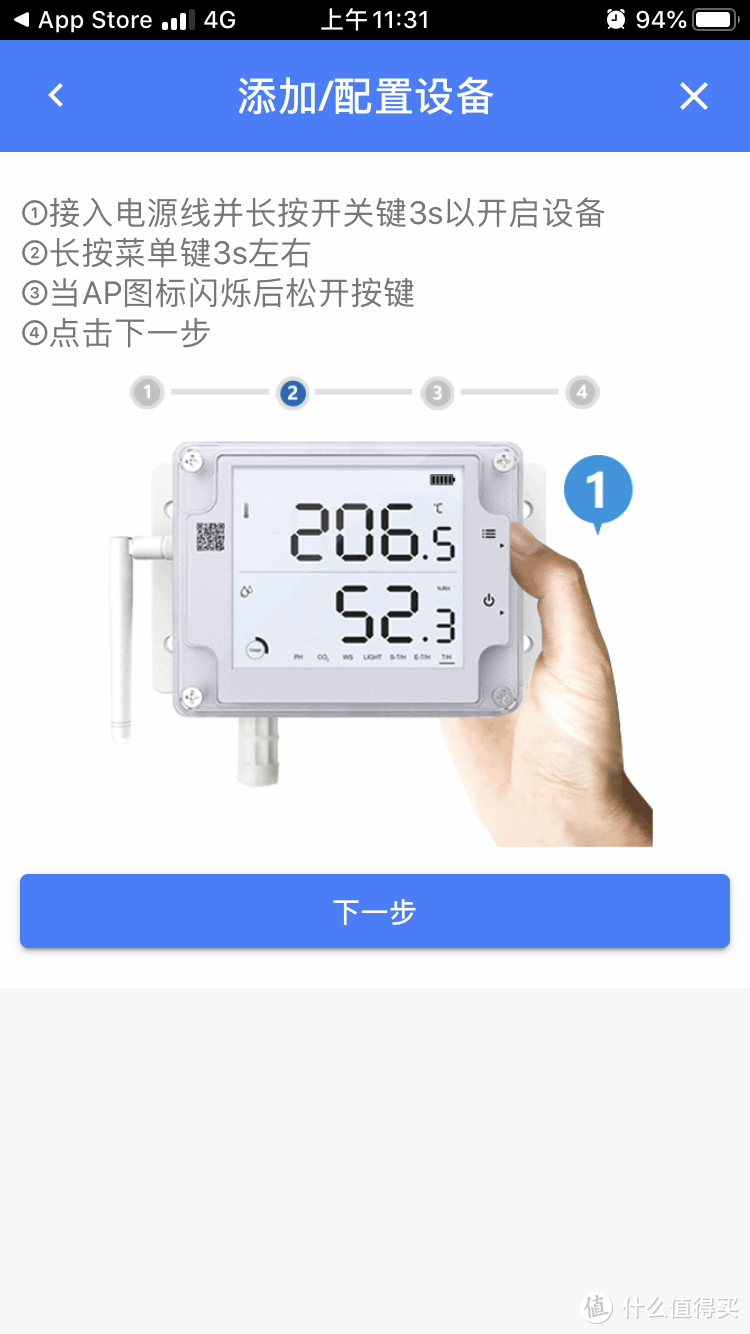 App Store 4G 上午11:31 94%
添加/配置设备
①接入电源线并长按开关键3s以开启设备
②长按菜单键3s左右
③当AP图标闪烁后松开按键
④点击下一步
1 2 3 4
1
℃
206.5
%RH
52.3
PH CO₂ WS LIGHT S-T/H E-T/H T/H
下一步
值 什么值得买